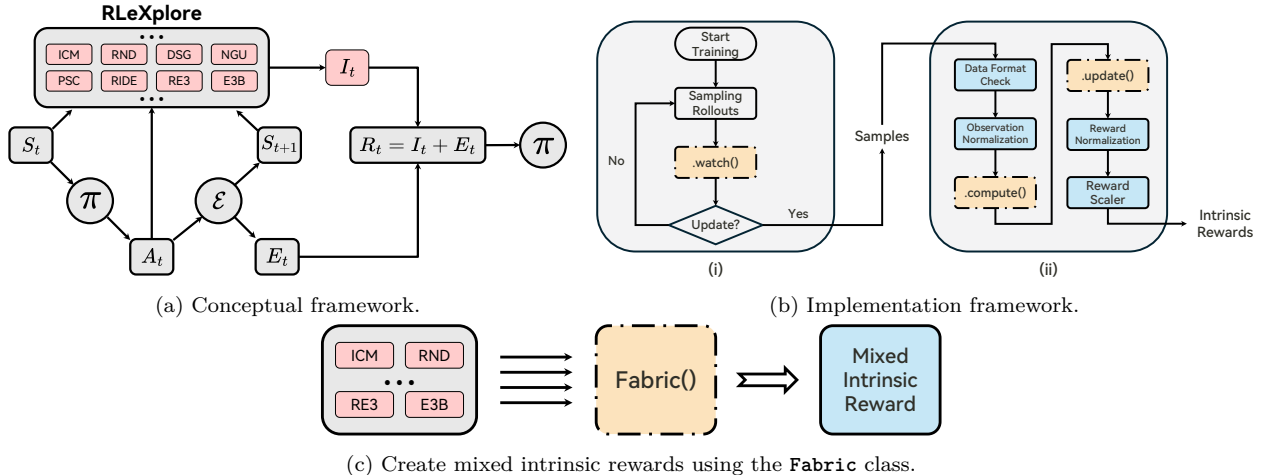 RLeXplore
• • •
ICM RND DSG NGU
PSC RIDE RE3 E3B
• • •
I_t
S_t
S_{t+1}
R_t = I_t + E_t
π
π
ℰ
A_t
E_t
(a) Conceptual framework.
Start
Training
Sampling
Rollouts
No
.watch()
Update?
Yes
(i)
Samples
Data Format
Check
Observation
Normalization
.compute()
.update()
Reward
Normalization
Reward
Scaler
Intrinsic
Rewards
(ii)
(b) Implementation framework.
ICM RND
• • •
RE3 E3B
Fabric()
Mixed
Intrinsic
Reward
(c) Create mixed intrinsic rewards using the Fabric class.